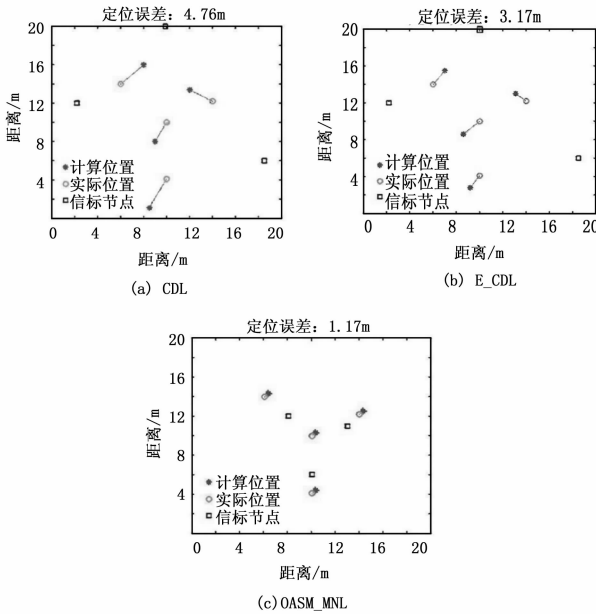 定位误差：4.76m
20
16
12
8
4
距离/m
计算位置
实际位置
信标节点
0 4 8 12 16 20
距离/m
(a) CDL
定位误差：3.17m
20
16
12
8
4
距离/m
计算位置
实际位置
信标节点
0 4 8 12 16 20
距离/m
(b) E_CDL
定位误差：1.17m
20
16
12
8
4
距离/m
计算位置
实际位置
信标节点
0 4 8 12 16 20
距离/m
(c)OASM_MNL